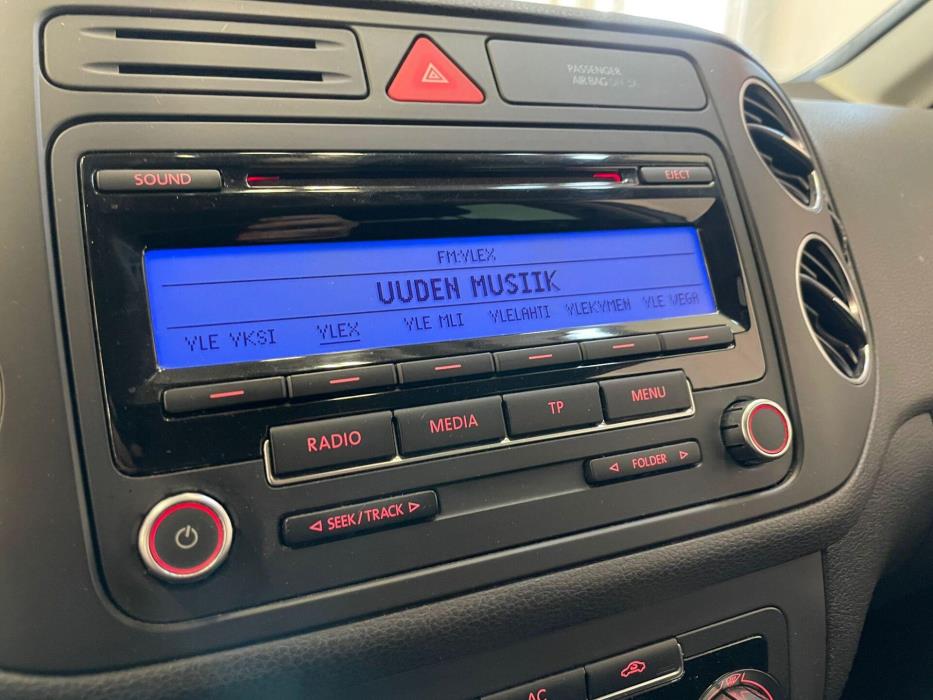 PASSENGER
AIR BAG OFF
SOUND
EJECT
FM:YLEX
UUDEN MUSIIK
YLE YKSI YLEX YLE MLI YLELAHTI YLEKYMEN YLE VEGA
RADIO MEDIA TP MENU
SEEK/TRACK FOLDER
AC